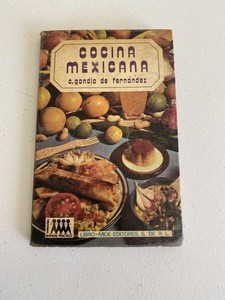 COCINA
MEXICANA
a.gandia de fernández
LIBRO-MEX EDITORES S. DE R. L.